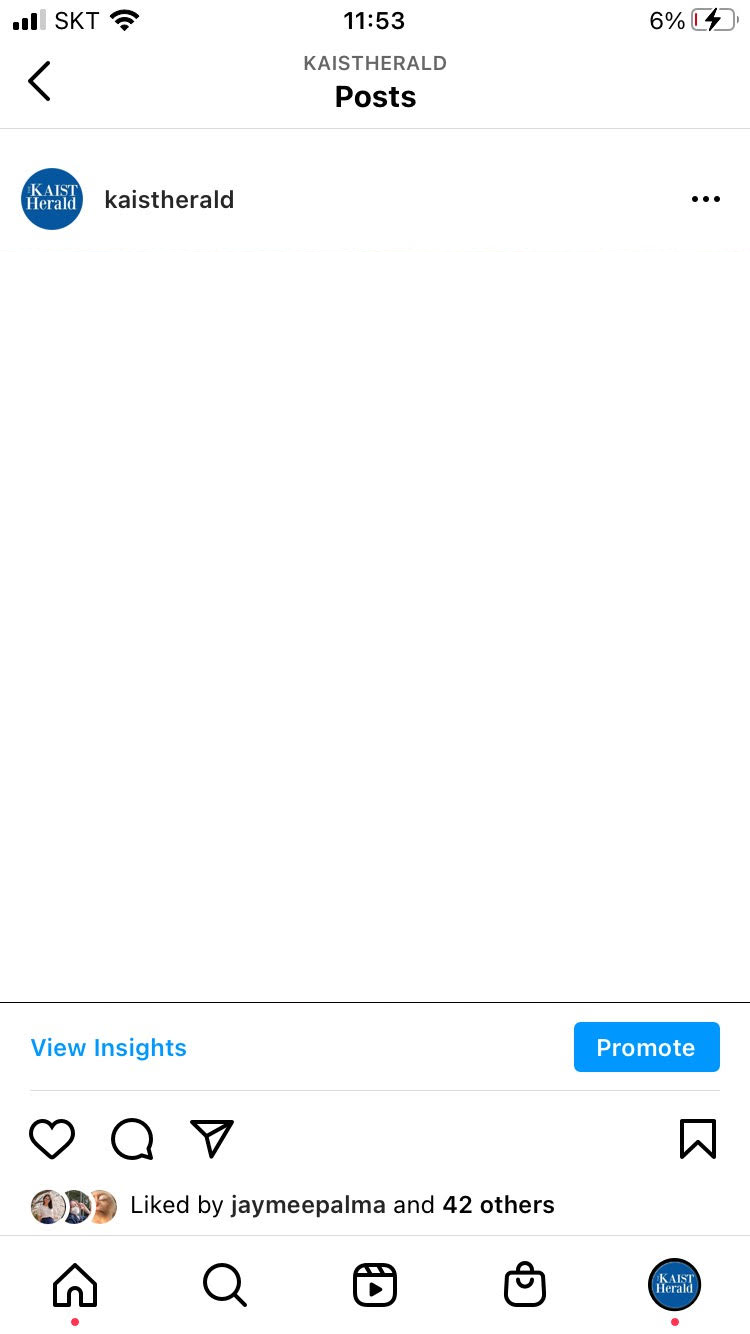 SKT 11:53 6%
KAISTHERALD
Posts
KAIST
Herald
kaistherald
View Insights
Promote
Liked by jaymeepalma and 42 others
KAIST
Herald